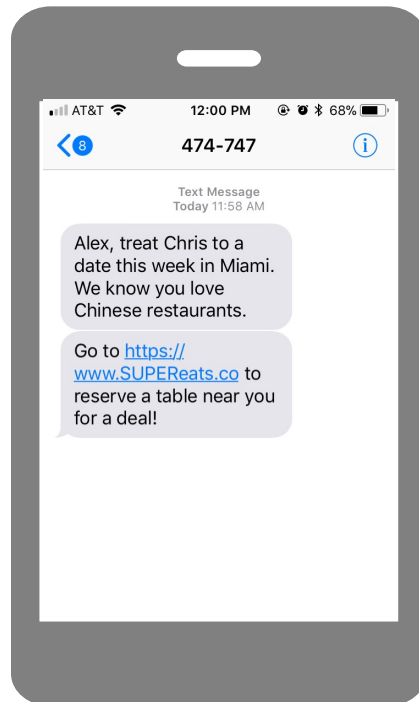 AT&T 12:00 PM 68%
8 474-747 i
Text Message
Today 11:58 AM
Alex, treat Chris to a
date this week in Miami.
We know you love
Chinese restaurants.
Go to https://
www.SUPEReats.co to
reserve a table near you
for a deal!